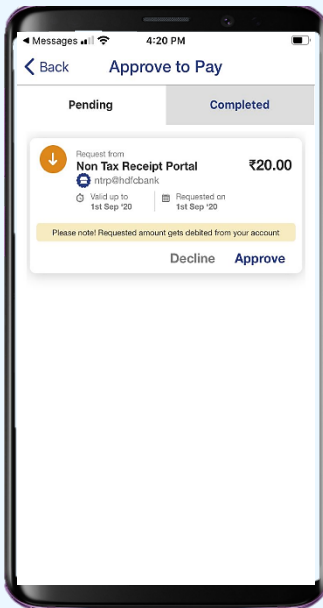 Messages 4:20 PM
Back Approve to Pay
Pending Completed
Request from
Non Tax Receipt Portal ₹20.00
ntrp@hdfcbank
Valid up to Requested on
1st Sep '20 1st Sep '20
Please note! Requested amount gets debited from your account
Decline Approve